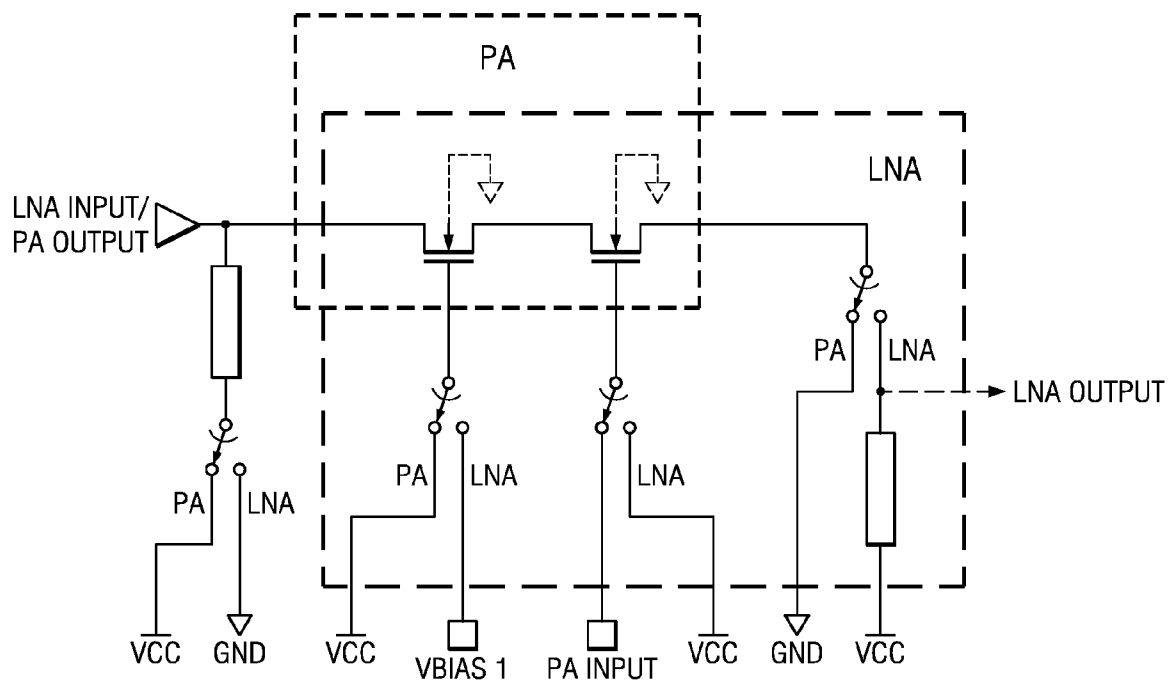 PA
LNA
LNA INPUT/
PA OUTPUT
PA
LNA
LNA OUTPUT
PA
LNA
PA
LNA
LNA
VCC
GND
VCC
VBIAS 1
PA INPUT
VCC
GND
VCC